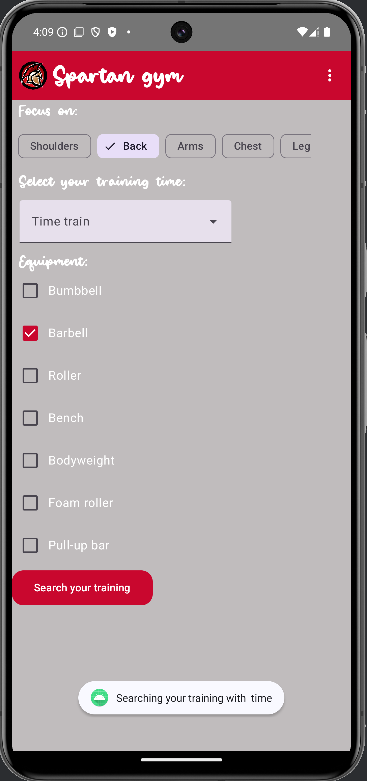 4:09
Spartan gym
Focus on:
Shoulders Back Arms Chest Leg
Select your training time:
Time train
Equipment:
Bumbbell
Barbell
Roller
Bench
Bodyweight
Foam roller
Pull-up bar
Search your training
Searching your training with time